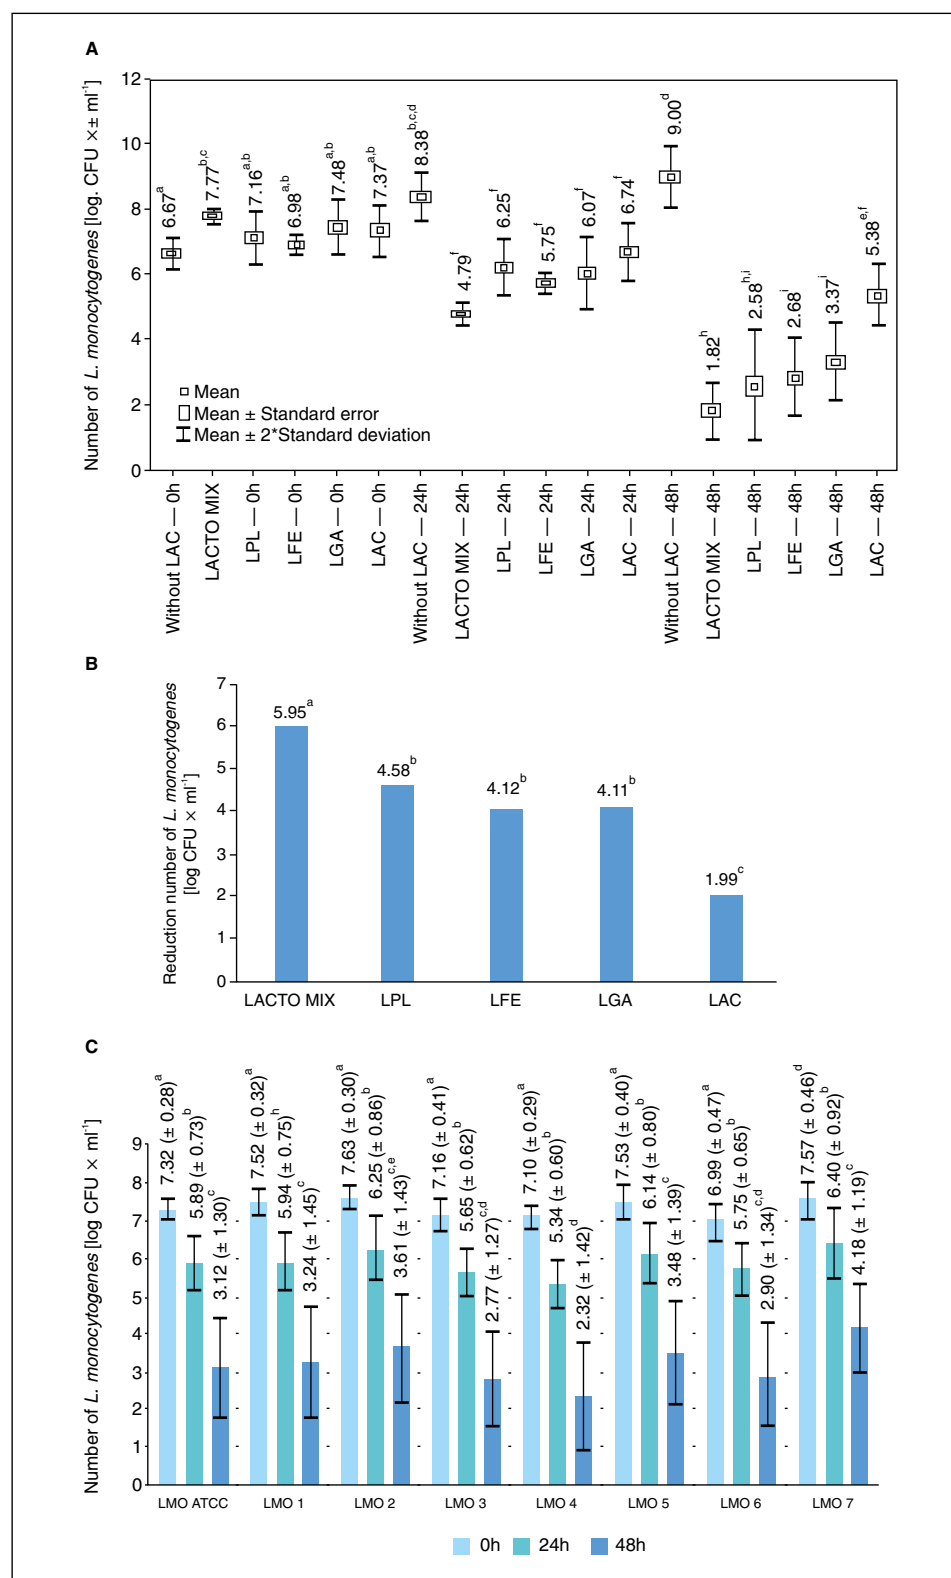 A
Number of L. monocytogenes [log. CFU ×± ml-1]
12
10
8
6
4
2
0
6.67a
7.77b,c
7.16a,b
6.98a,b
7.48a,b
7.37a,b
8.38b,c,d
4.79f
6.25f
5.75f
6.07f
6.74f
9.00d
1.82h
2.58h,i
2.68i
3.37i
5.38e,f
Mean
Mean ± Standard error
Mean ± 2*Standard deviation
Without LAC — 0h
LACTO MIX
LPL — 0h
LFE — 0h
LGA — 0h
LAC — 0h
Without LAC — 24h
LACTO MIX — 24h
LPL — 24h
LFE — 24h
LGA — 24h
LAC — 24h
Without LAC — 48h
LACTO MIX — 48h
LPL — 48h
LFE — 48h
LGA — 48h
LAC — 48h
B
Reduction number of L. monocytogenes
[log CFU × ml-1]
7
6
5
4
3
2
1
0
5.95a
4.58b
4.12b
4.11b
1.99c
LACTO MIX
LPL
LFE
LGA
LAC
C
Number of L. monocytogenes [log CFU × ml-1]
9
8
7
6
5
4
3
2
1
0
7.32 (± 0.28)a
5.89 (± 0.73)b
3.12 (± 1.30)c
7.52 (± 0.32)a
5.94 (± 0.75)h
3.24 (± 1.45)c
7.63 (± 0.30)a
6.25 (± 0.86)b
3.61 (± 1.43)c,e
7.16 (± 0.41)a
5.65 (± 0.62)b
2.77 (± 1.27)c,d
7.10 (± 0.29)a
5.34 (± 0.60)b
2.32 (± 1.42)d
7.53 (± 0.40)a
6.14 (± 0.80)b
3.48 (± 1.39)c
6.99 (± 0.47)a
5.75 (± 0.65)b
2.90 (± 1.34)c,d
7.57 (± 0.46)d
6.40 (± 0.92)b
4.18 (± 1.19)c
LMO ATCC
LMO 1
LMO 2
LMO 3
LMO 4
LMO 5
LMO 6
LMO 7
0h
24h
48h